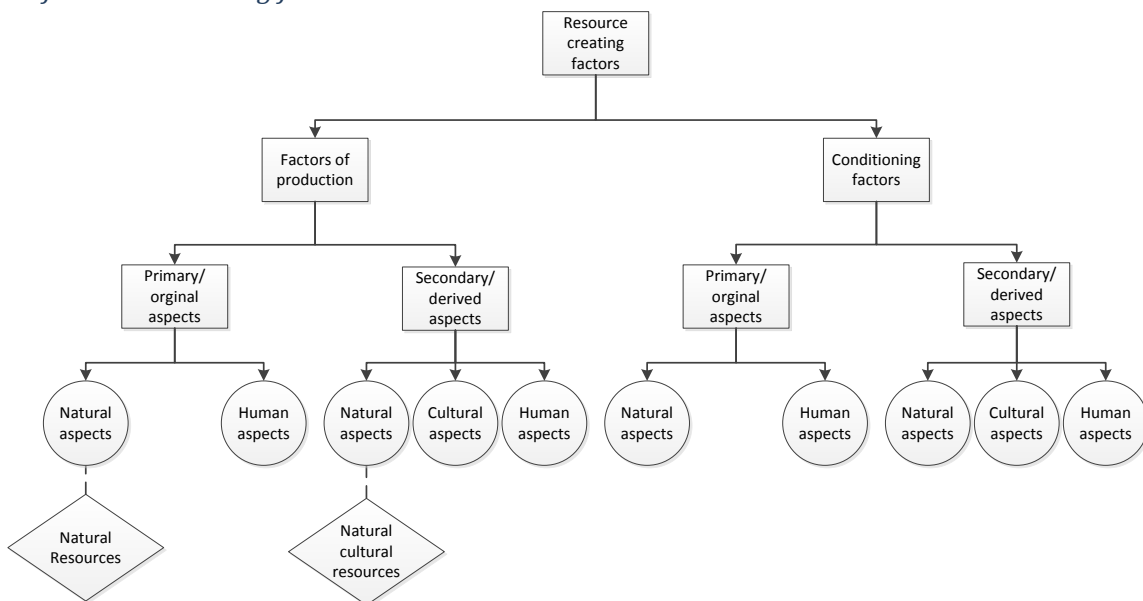 Resource
creating
factors
Factors of
production
Conditioning
factors
Primary/
orginal
aspects
Secondary/
derived
aspects
Primary/
orginal
aspects
Secondary/
derived
aspects
Natural
aspects
Human
aspects
Natural
aspects
Cultural
aspects
Human
aspects
Natural
aspects
Human
aspects
Natural
aspects
Cultural
aspects
Human
aspects
Natural
Resources
Natural
cultural
resources